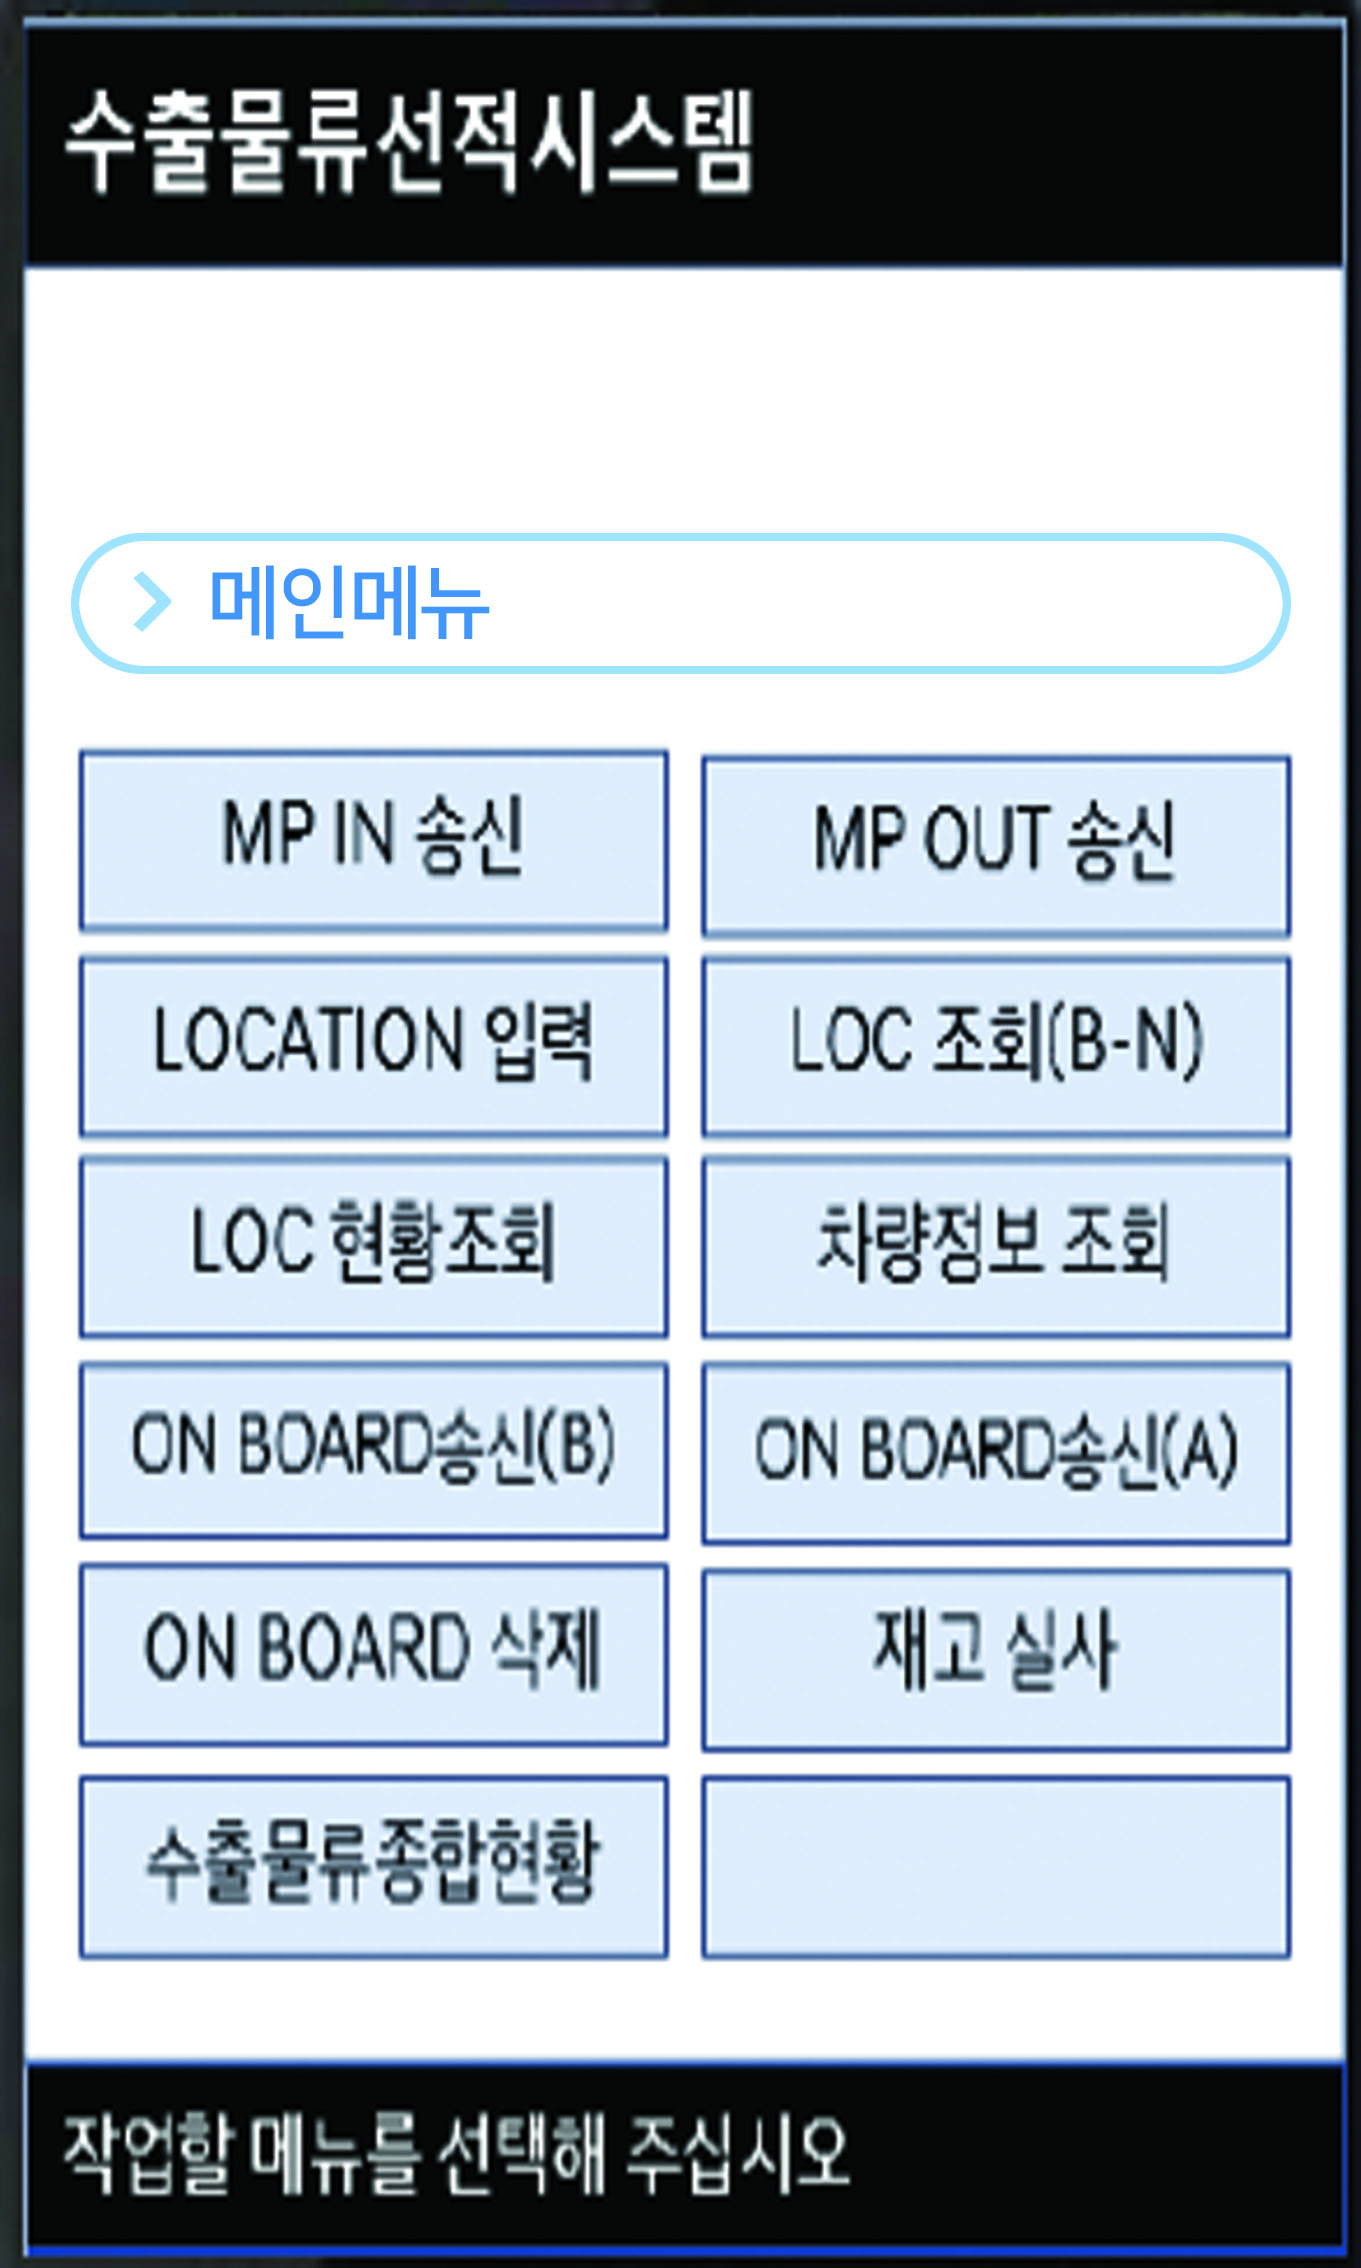 수출물류선적시스템
메인메뉴
MP IN 송신
MP OUT 송신
LOCATION 입력
LOC 조회(B-N)
LOC 현황조회
차량정보 조회
ON BOARD송신(B)
ON BOARD송신(A)
ON BOARD 삭제
재고 실사
수출물류종합현황
작업할 메뉴를 선택해 주십시오